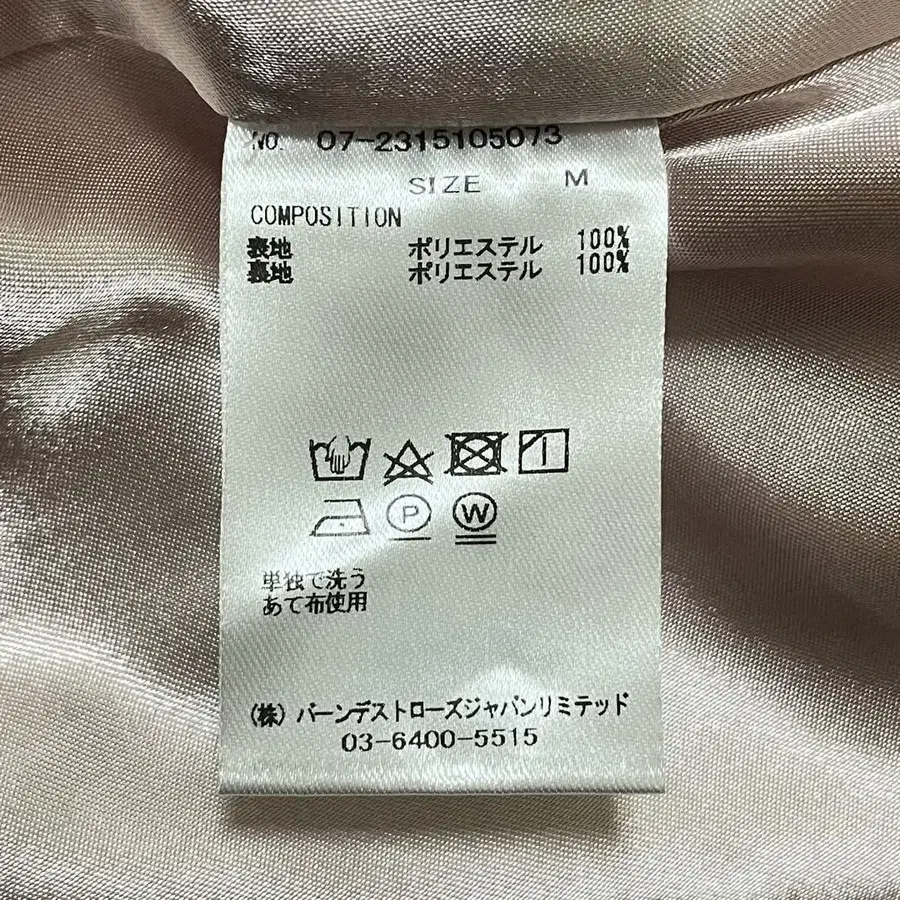 NO. 07-2315105073
SIZE M
COMPOSITION
表地 ポリエステル 100%
裏地 ポリエステル 100%
P W
単独で洗う
あて布使用
(株) バーンデストローズジャパンリミテッド
03-6400-5515